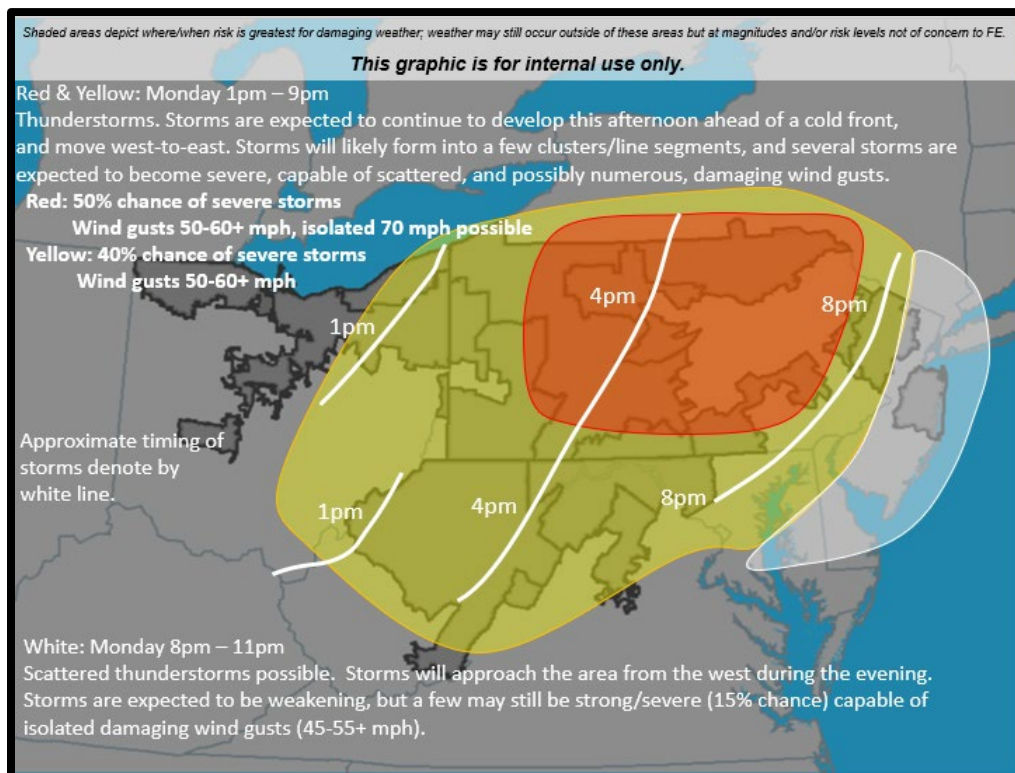 Shaded areas depict where/when risk is greatest for damaging weather; weather may still occur outside of these areas but at magnitudes and/or risk levels not of concern to FE.
This graphic is for internal use only.
Red & Yellow: Monday 1pm – 9pm
Thunderstorms. Storms are expected to continue to develop this afternoon ahead of a cold front,
and move west-to-east. Storms will likely form into a few clusters/line segments, and several storms are
expected to become severe, capable of scattered, and possibly numerous, damaging wind gusts.
Red: 50% chance of severe storms
Wind gusts 50-60+ mph, isolated 70 mph possible
Yellow: 40% chance of severe storms
Wind gusts 50-60+ mph
4pm
8pm
1pm
Approximate timing of
storms denote by
white line.
1pm
4pm
8pm
White: Monday 8pm – 11pm
Scattered thunderstorms possible.  Storms will approach the area from the west during the evening.
Storms are expected to be weakening, but a few may still be strong/severe (15% chance) capable of
isolated damaging wind gusts (45-55+ mph).